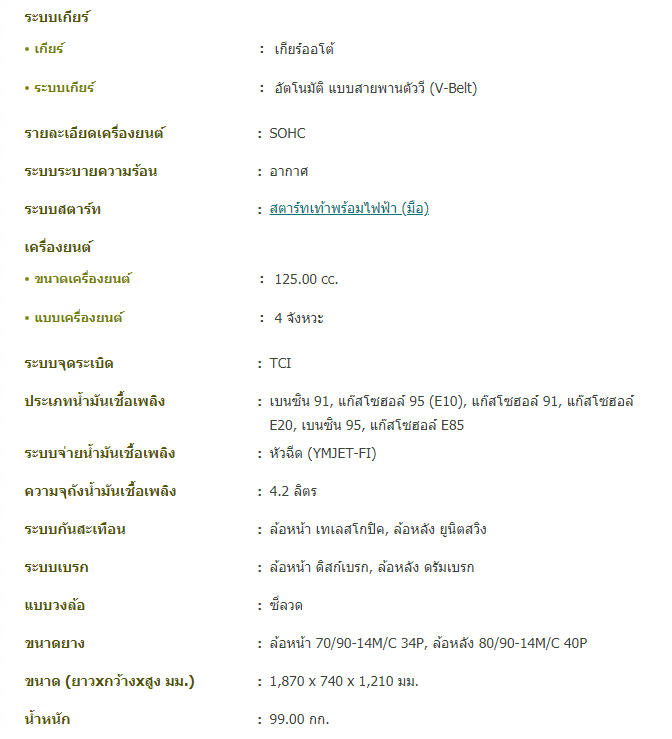 ระบบเกียร์
• เกียร์ : เกียร์ออโต้
• ระบบเกียร์ : อัตโนมัติ แบบสายพานตัววี (V-Belt)
รายละเอียดเครื่องยนต์ : SOHC
ระบบระบายความร้อน : อากาศ
ระบบสตาร์ท : สตาร์ทเท้าพร้อมไฟฟ้า (มือ)
เครื่องยนต์
• ขนาดเครื่องยนต์ : 125.00 cc.
• แบบเครื่องยนต์ : 4 จังหวะ
ระบบจุดระเบิด : TCI
ประเภทน้ำมันเชื้อเพลิง : เบนซิน 91, แก๊สโซฮอล์ 95 (E10), แก๊สโซฮอล์ 91, แก๊สโซฮอล์
E20, เบนซิน 95, แก๊สโซฮอล์ E85
ระบบจ่ายน้ำมันเชื้อเพลิง : หัวฉีด (YMJET-FI)
ความจุถังน้ำมันเชื้อเพลิง : 4.2 ลิตร
ระบบกันสะเทือน : ล้อหน้า เทเลสโกปิค, ล้อหลัง ยูนิตสวิง
ระบบเบรก : ล้อหน้า ดิสก์เบรก, ล้อหลัง ดรัมเบรก
แบบวงล้อ : ซี่ลวด
ขนาดยาง : ล้อหน้า 70/90-14M/C 34P, ล้อหลัง 80/90-14M/C 40P
ขนาด (ยาวxกว้างxสูง มม.) : 1,870 x 740 x 1,210 มม.
น้ำหนัก : 99.00 กก.